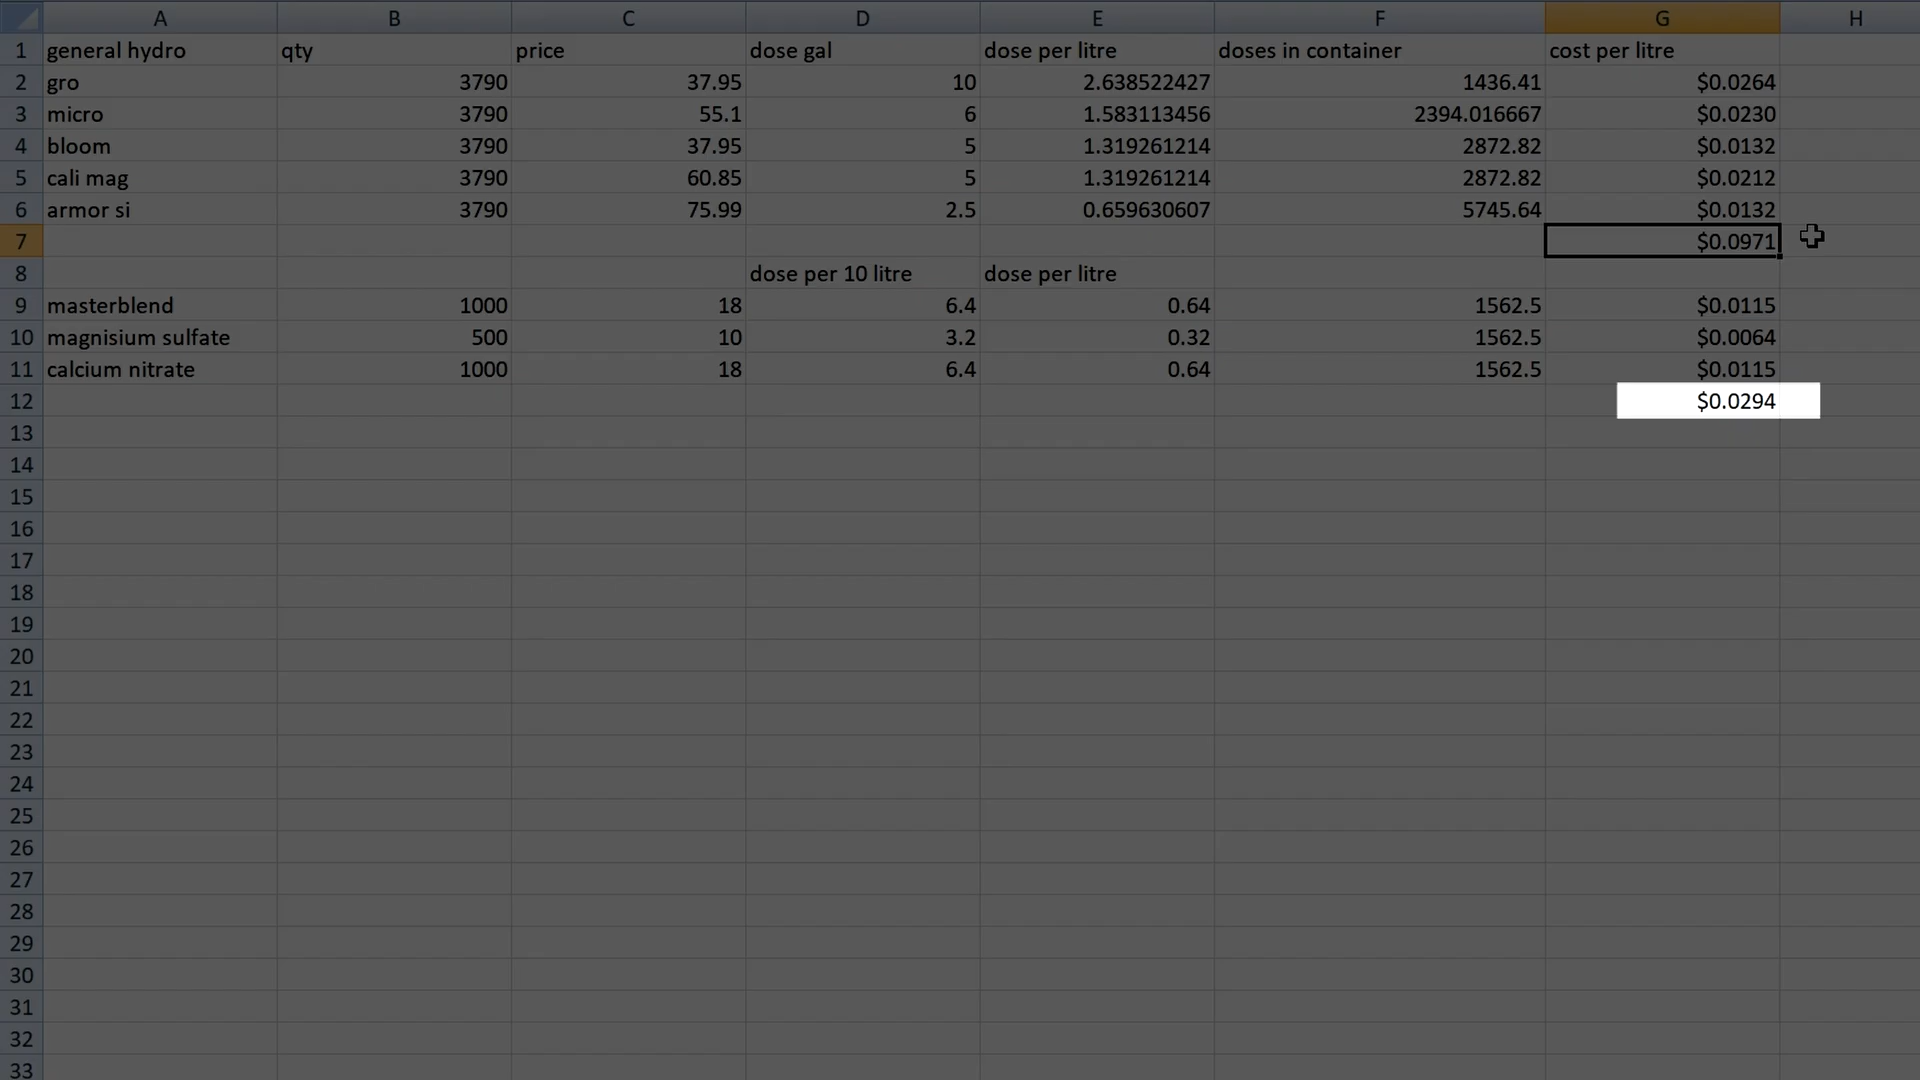 A B C D E F G H
1 general hydro qty price dose gal dose per litre doses in container cost per litre
2 gro 3790 37.95 10 2.638522427 1436.41 $0.0264
3 micro 3790 55.1 6 1.583113456 2394.016667 $0.0230
4 bloom 3790 37.95 5 1.319261214 2872.82 $0.0132
5 cali mag 3790 60.85 5 1.319261214 2872.82 $0.0212
6 armor si 3790 75.99 2.5 0.659630607 5745.64 $0.0132
7 $0.0971
8 dose per 10 litre dose per litre
9 masterblend 1000 18 6.4 0.64 1562.5 $0.0115
10 magnisium sulfate 500 10 3.2 0.32 1562.5 $0.0064
11 calcium nitrate 1000 18 6.4 0.64 1562.5 $0.0115
12 $0.0294
13
14
15
16
17
18
19
20
21
22
23
24
25
26
27
28
29
30
31
32
33